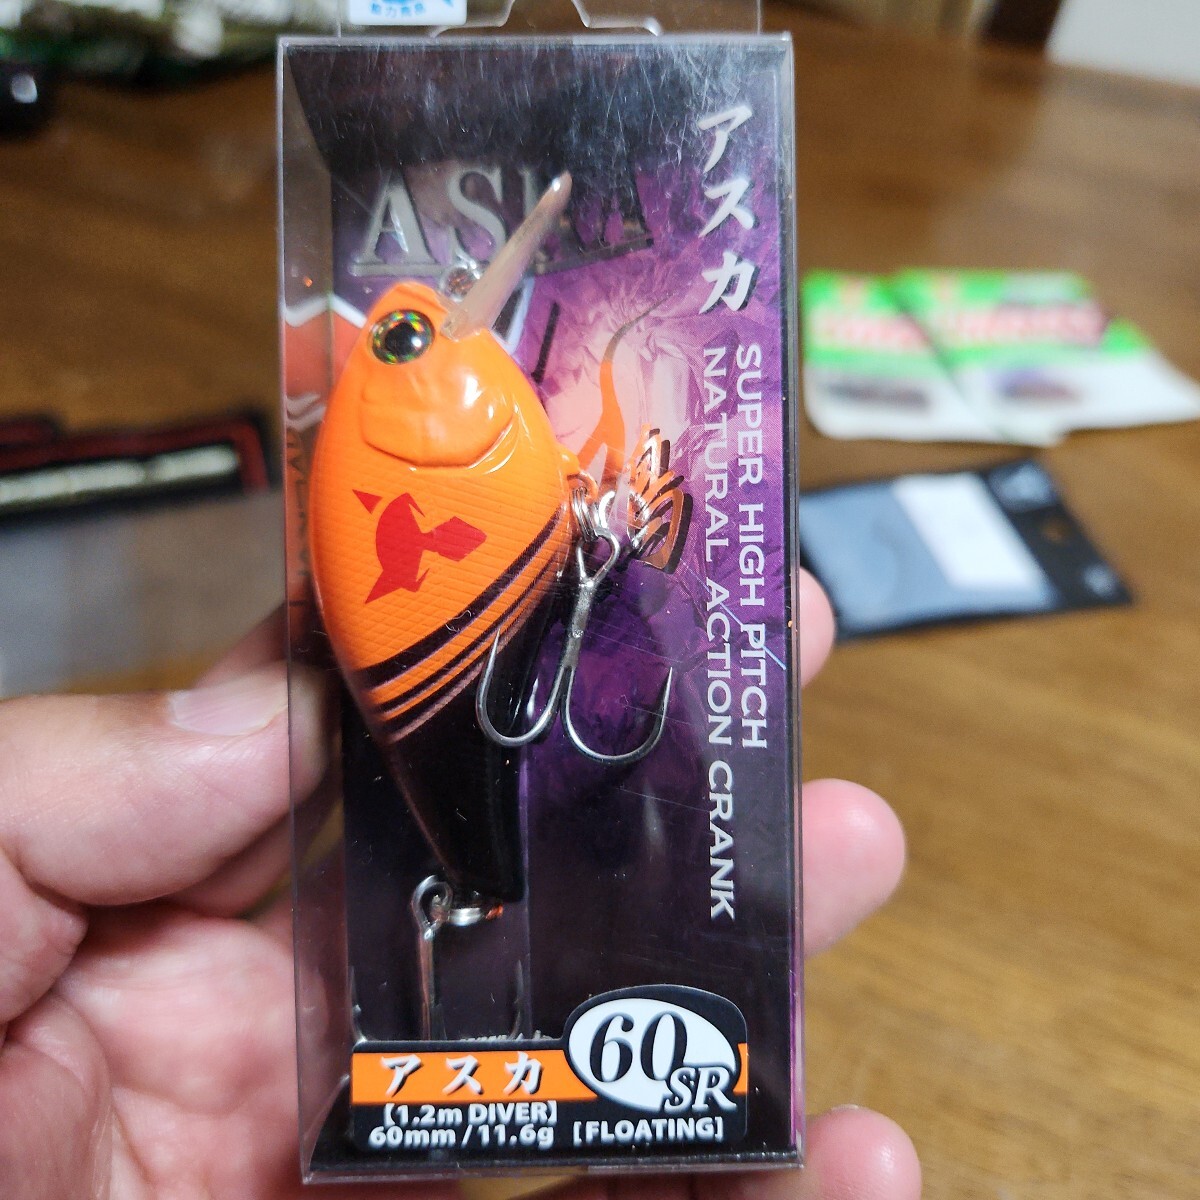 アスカ
SUPER HIGH PITCH
NATURAL ACTION CRANK
アスカ
60SR
【1.2m DIVER】
60mm/11.6g [FLOATING]